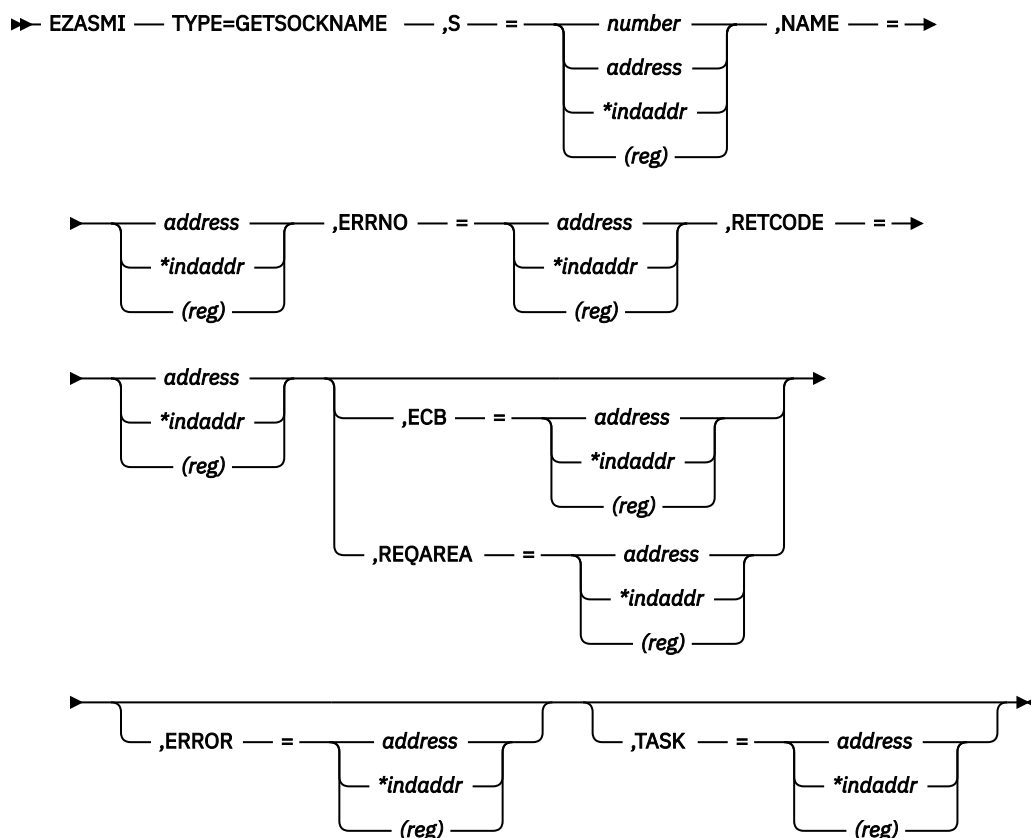 EZASMI TYPE=GETSOCKNAME ,S = number ,NAME =
address
*indaddr
(reg)
address ,ERRNO = address ,RETCODE =
*indaddr *indaddr
(reg) (reg)
address
*indaddr
(reg)
,ECB = address
*indaddr
(reg)
,REQAREA = address
*indaddr
(reg)
,ERROR = address ,TASK = address
*indaddr *indaddr
(reg) (reg)